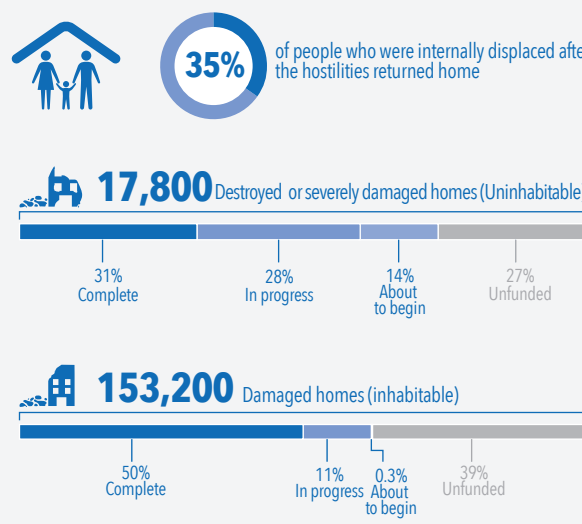 35% of people who were internally displaced afte
the hostilities returned home
17,800 Destroyed or severely damaged homes (Uninhabitable
31%
Complete
28%
In progress
14%
About
to begin
27%
Unfunded
153,200 Damaged homes (inhabitable)
50%
Complete
11%
In progress
0.3%
About
to begin
39%
Unfunded